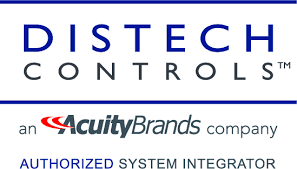 DISTECH
CONTROLS™
an AcuityBrands company
AUTHORIZED SYSTEM INTEGRATOR